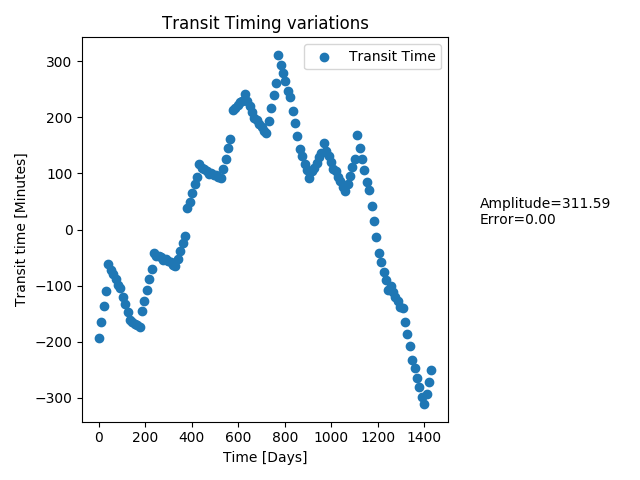 Transit Timing variations
Transit Time
300
200
100
0
−100
−200
−300
Transit time [Minutes]
0
200
400
600
800
1000
1200
1400
Time [Days]
Amplitude=311.59
Error=0.00